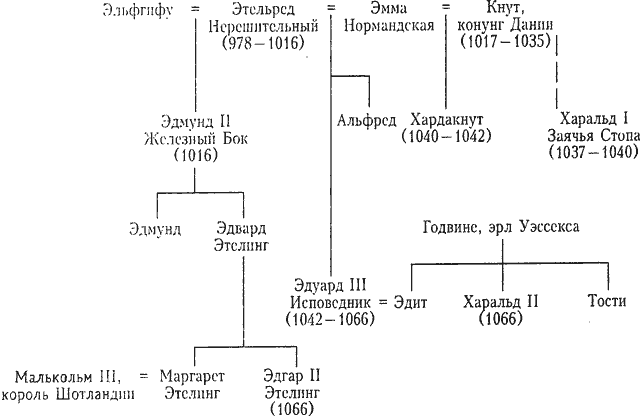 Эльфгифу = Этельред = Эмма = Кнут,
Нерешительный Нормандская конунг Дании
(978—1016) (1017—1035)
Альфред Хардакнут Харальд I
(1040—1042) Заячья Стопа
(1037—1040)
Эдмунд II
Железный Бок
(1016)
Эдмунд Эдвард
Этелинг
Годвине, эрл Уэссекса
Эдуард III
Исповедник = Эдит Харальд II Тости
(1042—1066) (1066)
Малькольм III, = Маргарет Эдгар II
король Шотландии Этелинг Этелинг
(1066)